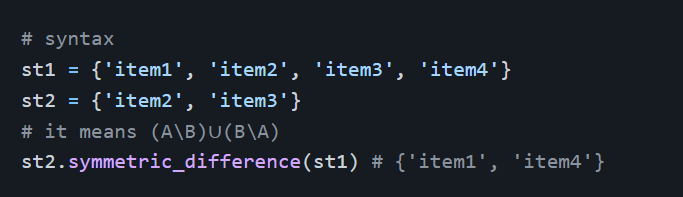 # syntax
st1 = {'item1', 'item2', 'item3', 'item4'}
st2 = {'item2', 'item3'}
# it means (A\B)∪(B\A)
st2.symmetric_difference(st1) # {'item1', 'item4'}